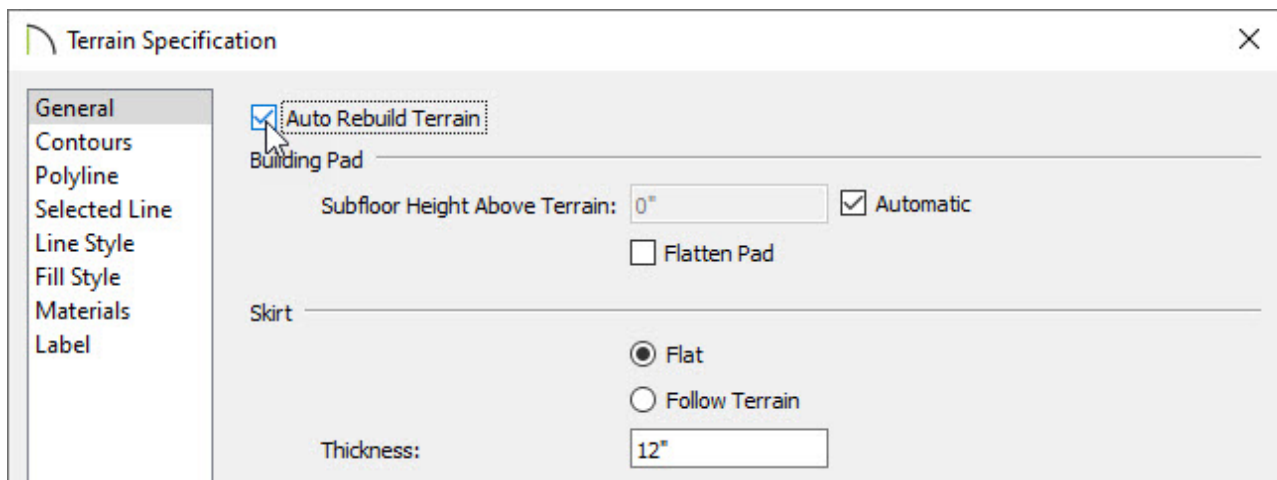 Terrain Specification
General
Contours
Polyline
Selected Line
Line Style
Fill Style
Materials
Label
Auto Rebuild Terrain
Building Pad
Subfloor Height Above Terrain: 0" Automatic
Flatten Pad
Skirt
Flat
Follow Terrain
Thickness: 12"